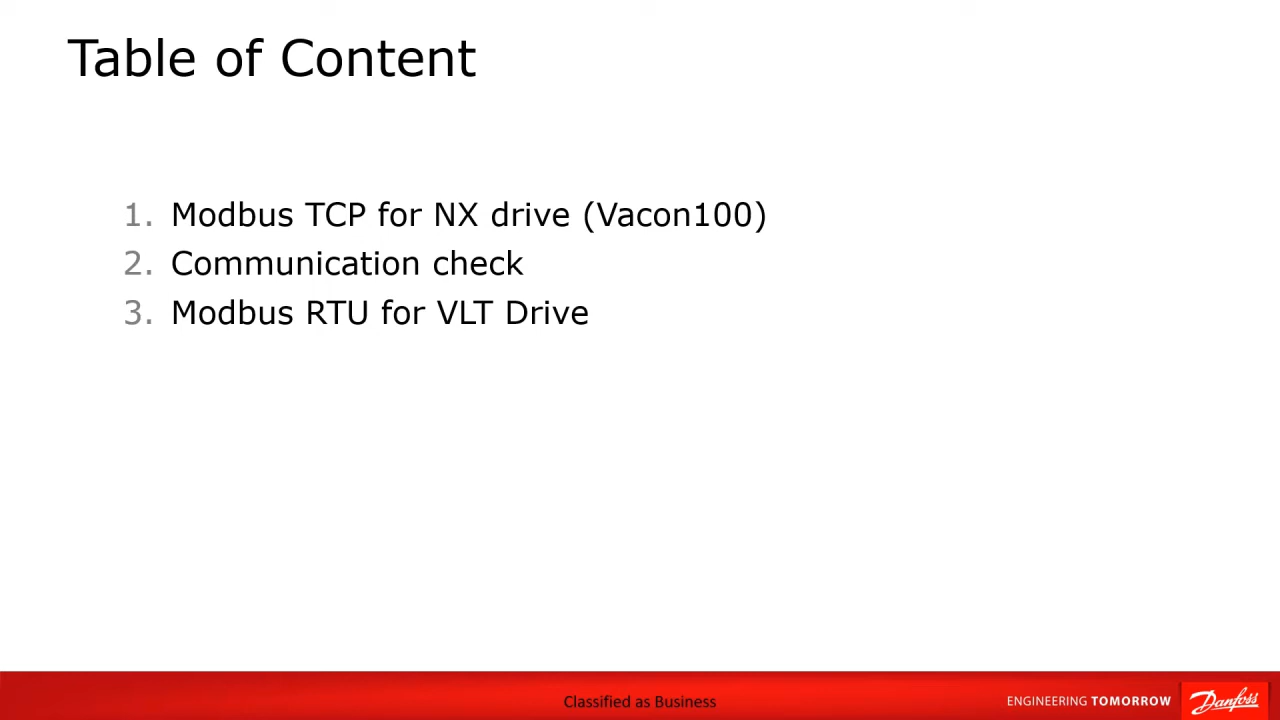 Table of Content
1. Modbus TCP for NX drive (Vacon100)
2. Communication check
3. Modbus RTU for VLT Drive
Classified as Business
ENGINEERING TOMORROW
Danfoss